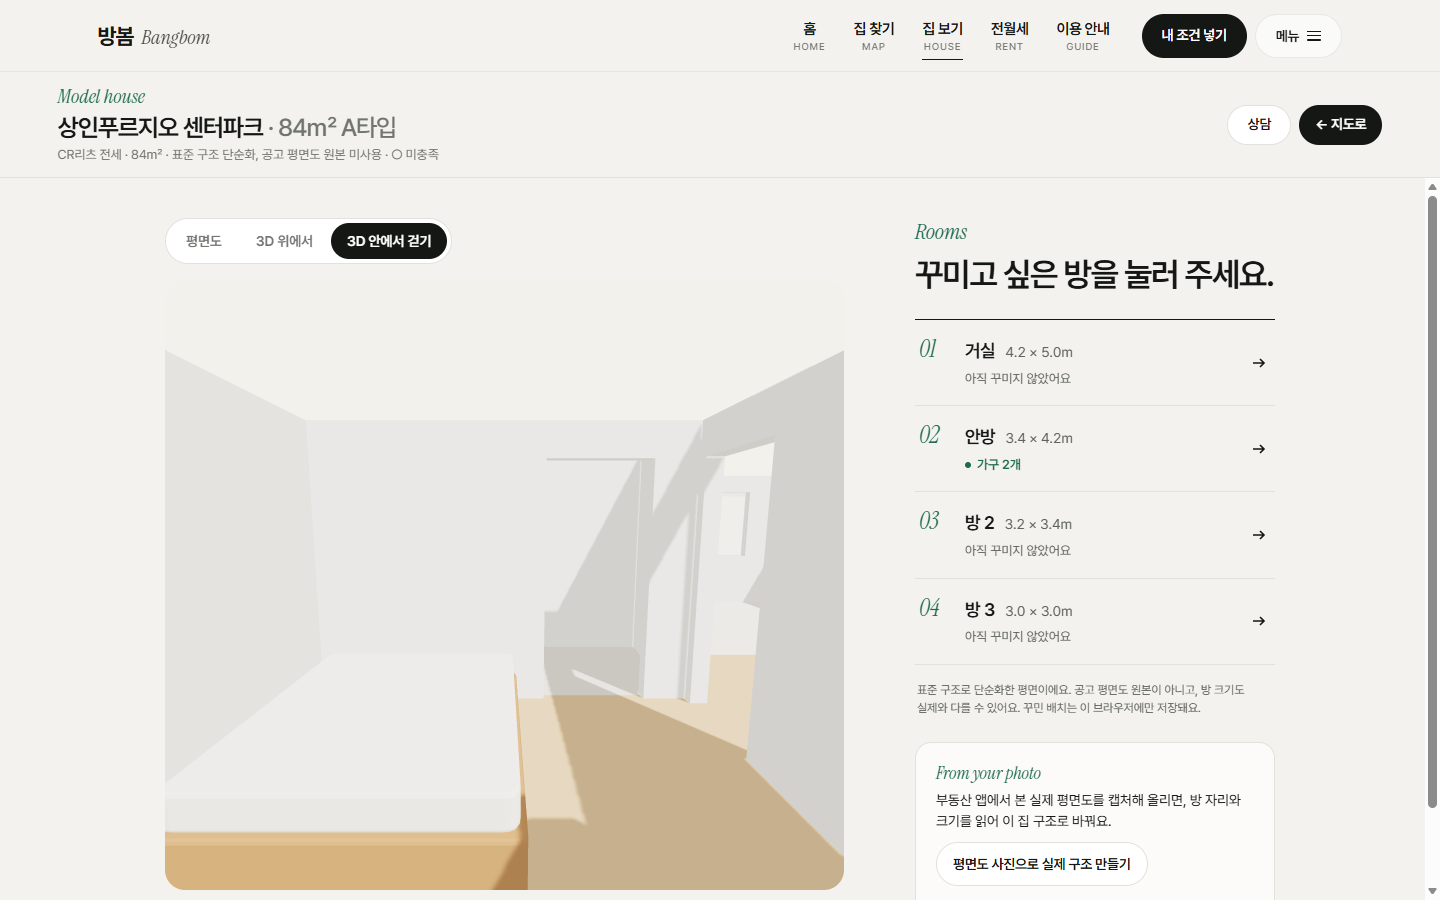 방봄 Bangbom
홈
HOME
집 찾기
MAP
집 보기
HOUSE
전월세
RENT
이용 안내
GUIDE
내 조건 넣기
메뉴
Model house
상인푸르지오 센터파크 · 84m² A타입
CR리츠 전세 · 84m² · 표준 구조 단순화, 공고 평면도 원본 미사용 · ○ 미충족
상담
← 지도로
평면도
3D 위에서
3D 안에서 걷기
Rooms
꾸미고 싶은 방을 눌러 주세요.
01 거실 4.2 × 5.0m →
아직 꾸미지 않았어요
02 안방 3.4 × 4.2m →
● 가구 2개
03 방 2 3.2 × 3.4m →
아직 꾸미지 않았어요
04 방 3 3.0 × 3.0m →
아직 꾸미지 않았어요
표준 구조로 단순화한 평면이에요. 공고 평면도 원본이 아니고, 방 크기도
실제와 다를 수 있어요. 꾸민 배치는 이 브라우저에만 저장돼요.
From your photo
부동산 앱에서 본 실제 평면도를 캡처해 올리면, 방 자리와
크기를 읽어 이 집 구조로 바꿔요.
평면도 사진으로 실제 구조 만들기